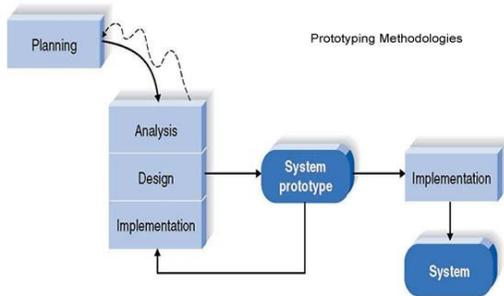 Prototyping Methodologies
Planning
Analysis
Design
Implementation
System
prototype
Implementation
System